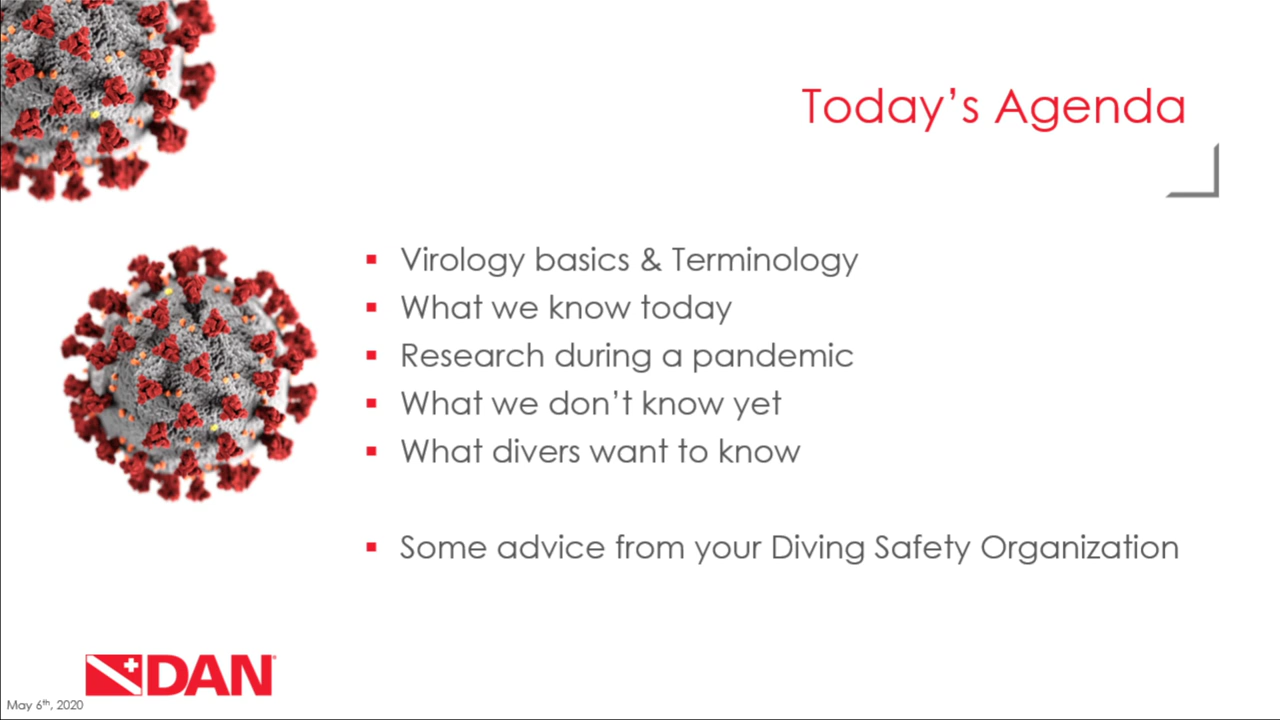 Today’s Agenda
Virology basics & Terminology
What we know today
Research during a pandemic
What we don’t know yet
What divers want to know
Some advice from your Diving Safety Organization
DAN
May 6th, 2020